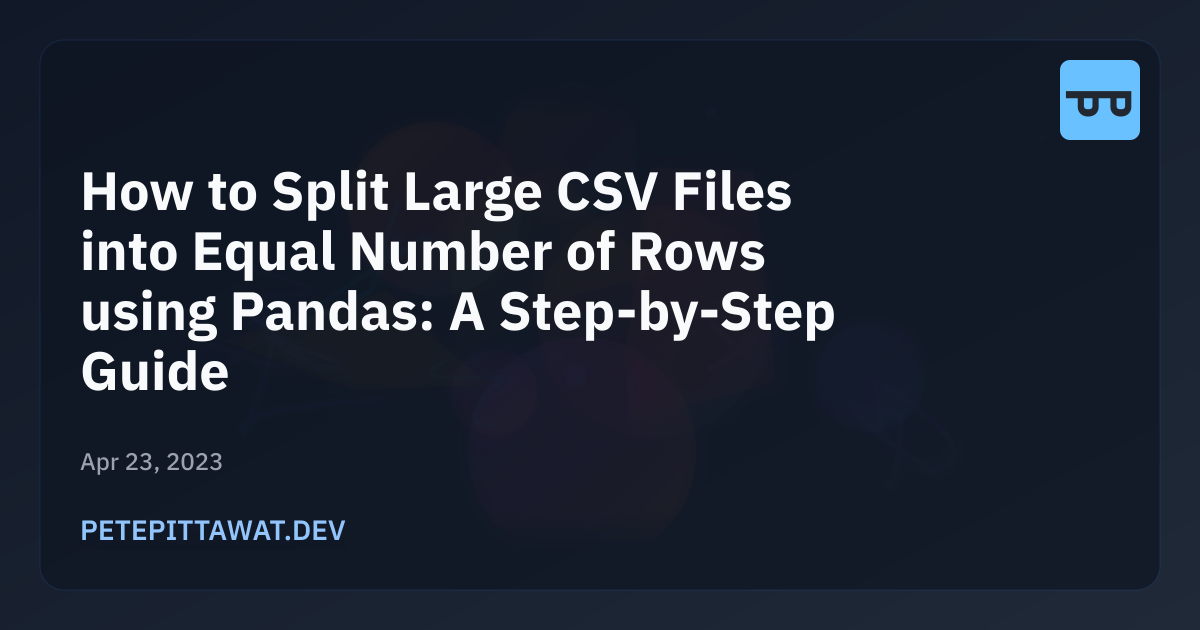 How to Split Large CSV Files
into Equal Number of Rows
using Pandas: A Step-by-Step
Guide
Apr 23, 2023
PETEPITTAWAT.DEV